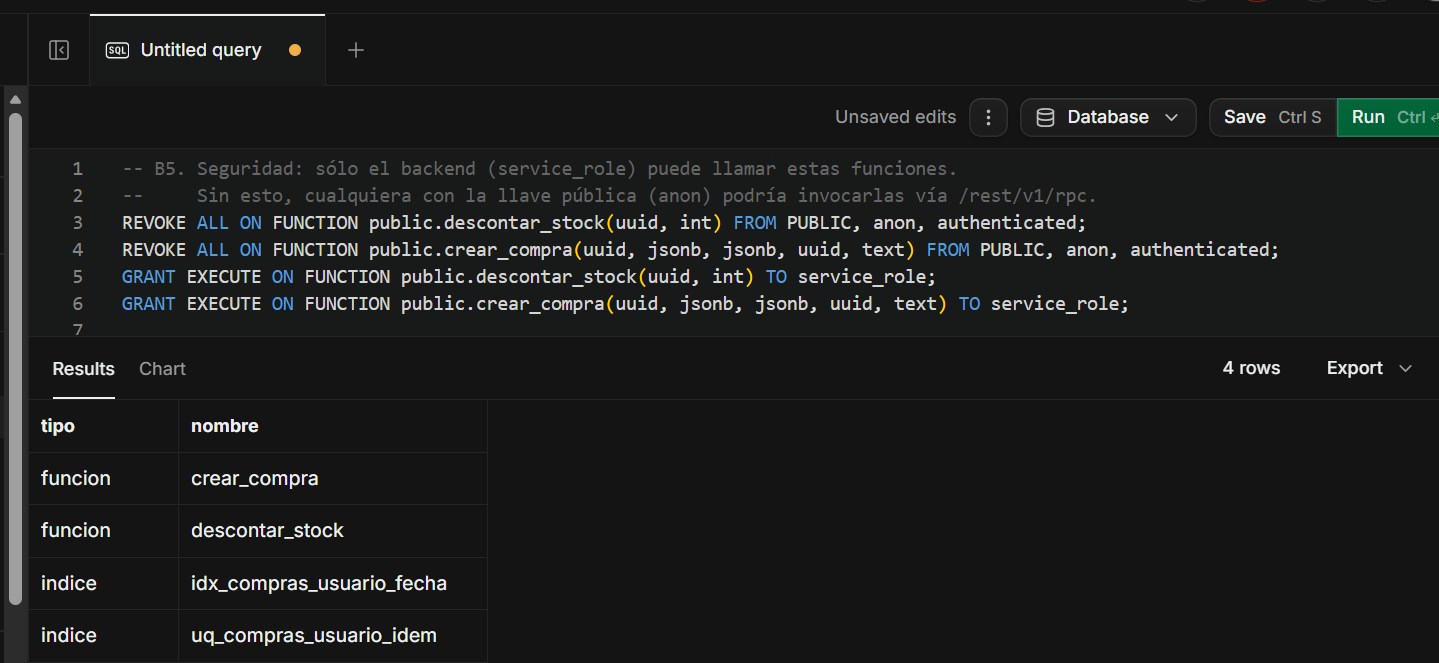 SQL Untitled query
Unsaved edits Database Save Ctrl S Run Ctrl ↵
1 -- B5. Seguridad: sólo el backend (service_role) puede llamar estas funciones.
2 --     Sin esto, cualquiera con la llave pública (anon) podría invocarlas vía /rest/v1/rpc.
3 REVOKE ALL ON FUNCTION public.descontar_stock(uuid, int) FROM PUBLIC, anon, authenticated;
4 REVOKE ALL ON FUNCTION public.crear_compra(uuid, jsonb, jsonb, uuid, text) FROM PUBLIC, anon, authenticated;
5 GRANT EXECUTE ON FUNCTION public.descontar_stock(uuid, int) TO service_role;
6 GRANT EXECUTE ON FUNCTION public.crear_compra(uuid, jsonb, jsonb, uuid, text) TO service_role;
7
Results Chart 4 rows Export
tipo nombre
funcion crear_compra
funcion descontar_stock
indice idx_compras_usuario_fecha
indice uq_compras_usuario_idem